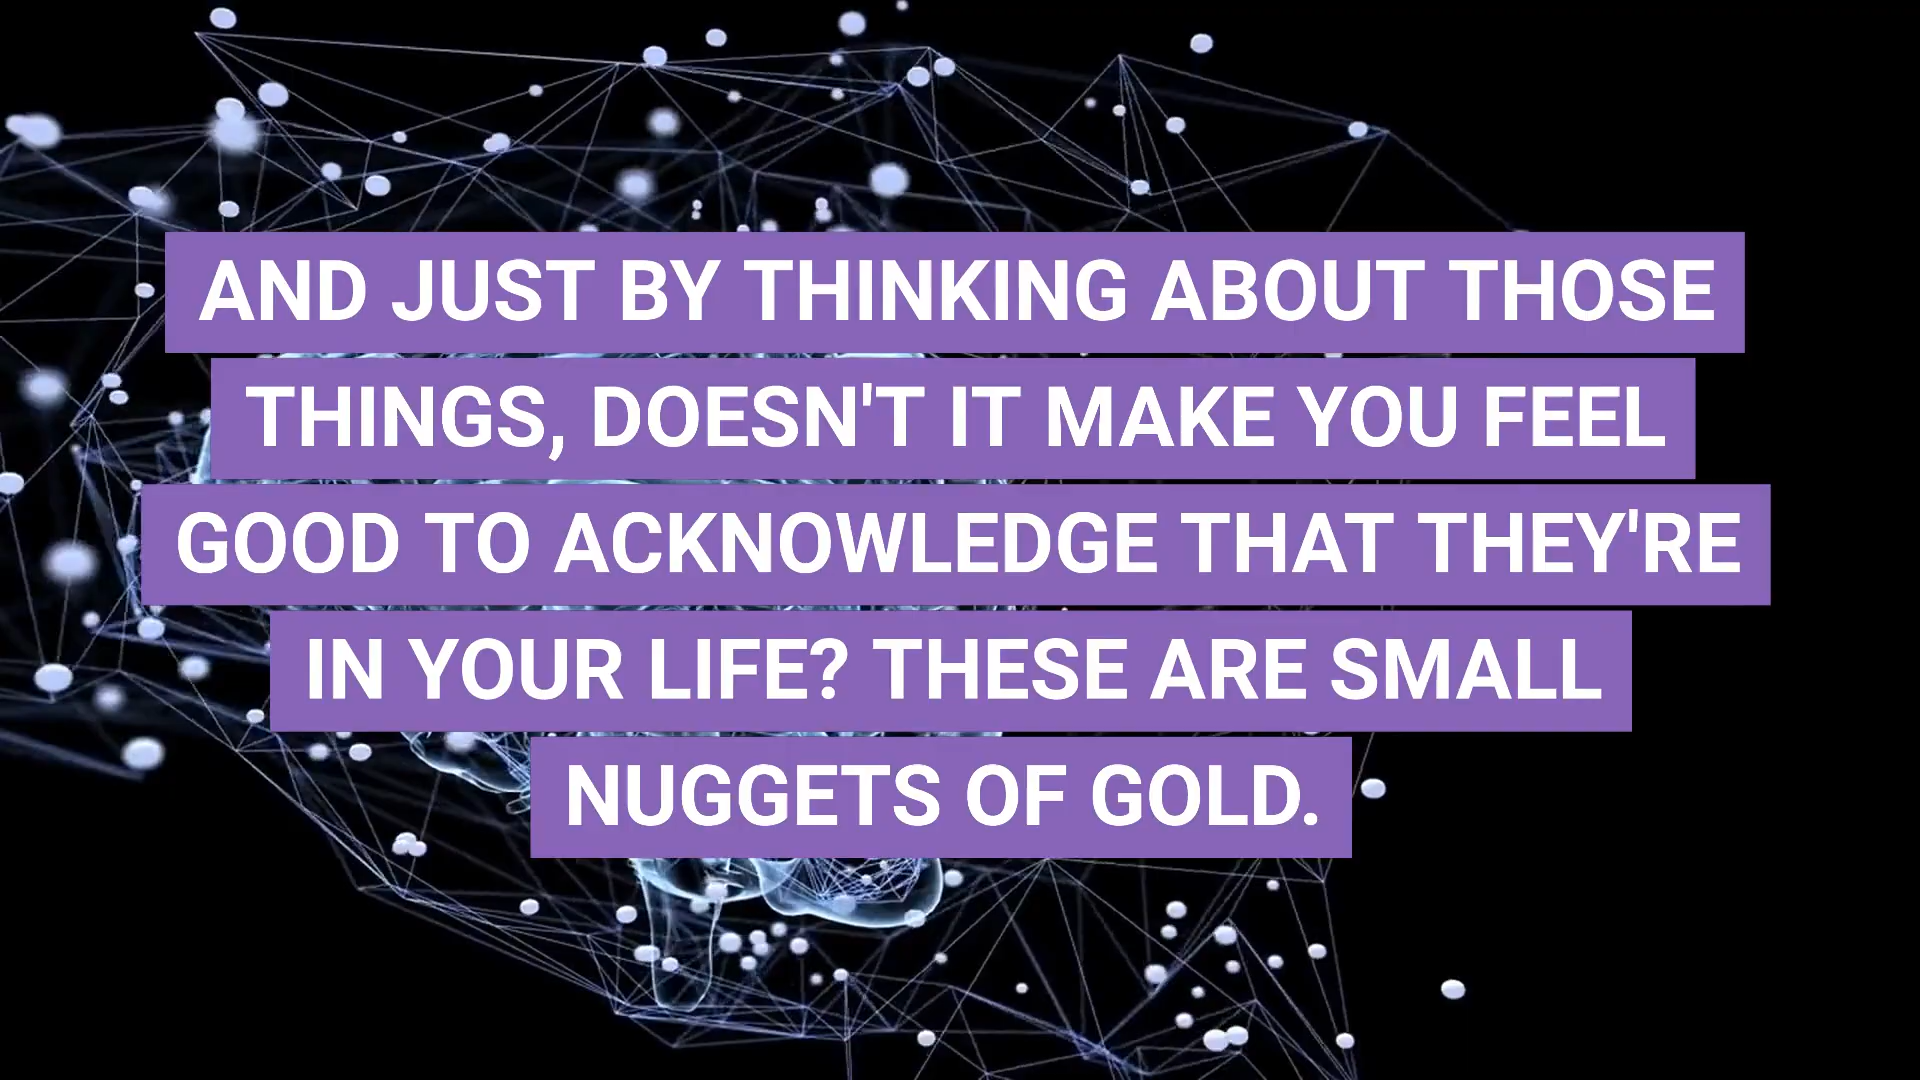 AND JUST BY THINKING ABOUT THOSE
THINGS, DOESN'T IT MAKE YOU FEEL
GOOD TO ACKNOWLEDGE THAT THEY'RE
IN YOUR LIFE? THESE ARE SMALL
NUGGETS OF GOLD.